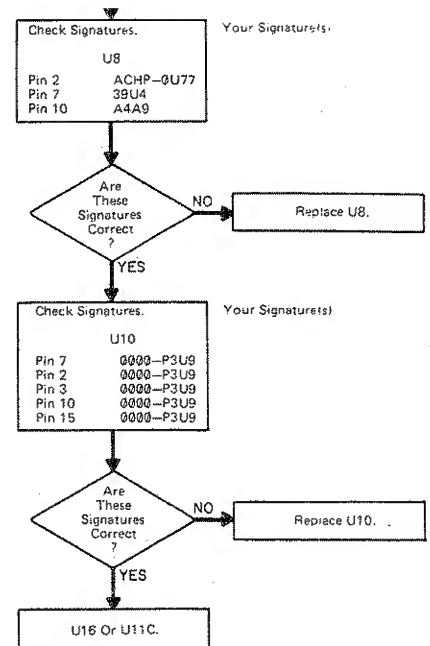 Check Signatures.
Your Signature(s)
U8
Pin 2 ACHP-0U77
Pin 7 39U4
Pin 10 A4A9
Are
These
Signatures
Correct
?
NO
Replace U8.
YES
Check Signatures.
Your Signature(s)
U10
Pin 7 0000-P3U9
Pin 2 0000-P3U9
Pin 3 0000-P3U9
Pin 10 0000-P3U9
Pin 15 0000-P3U9
Are
These
Signatures
Correct
?
NO
Replace U10.
YES
U16 Or U11C.